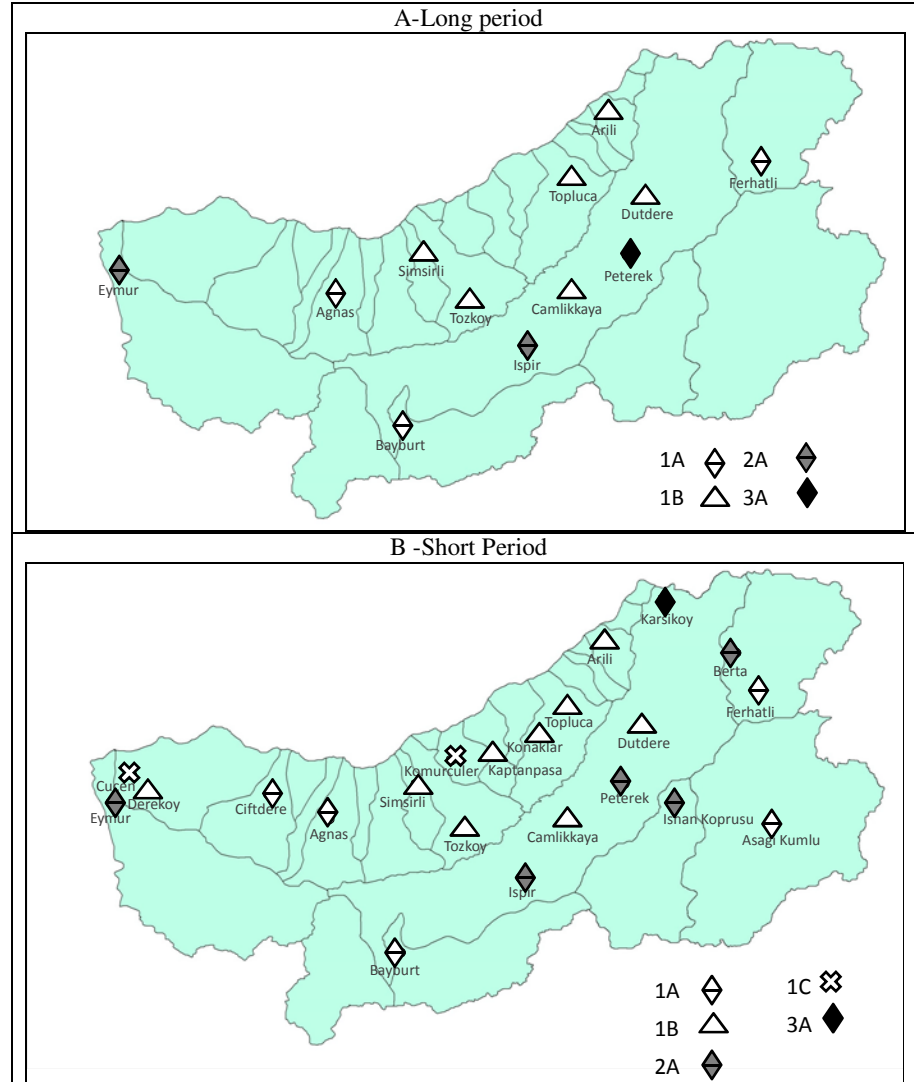 A-Long period
Arili
Ferhatli
Topluca
Dutdere
Simsirli
Peterek
Eymur
Agnas
Tozkoy
Camlikkaya
Ispir
Bayburt
1A 2A
1B 3A
B -Short Period
Karsikoy
Arili
Berta
Ferhatli
Topluca
Konaklar
Dutdere
Komurculer
Kaptanpasa
Cucen
Derekoy
Eymur
Ciftdere
Simsirli
Peterek
Agnas
Ishan Koprusu
Tozkoy
Camlikkaya
Asagi Kumlu
Ispir
Bayburt
1A 1C
1B 3A
2A